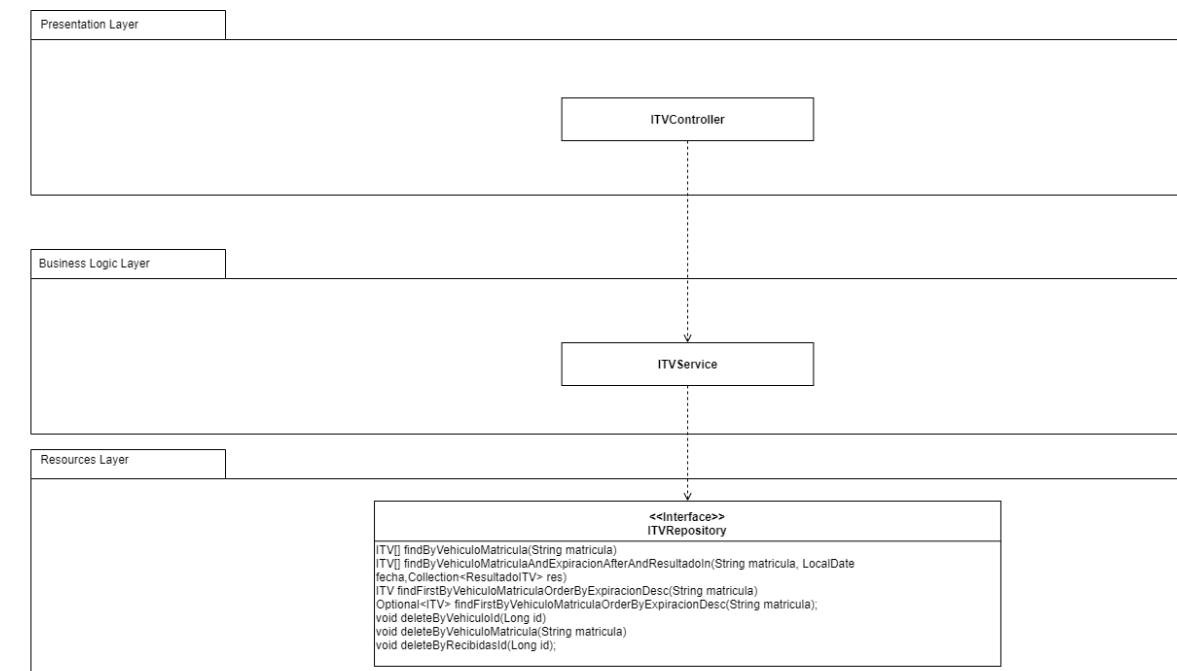 Presentation Layer
ITVController
Business Logic Layer
ITVService
Resources Layer
<<Interface>>
ITVRepository
ITV[] findByVehiculoMatricula(String matricula)
ITV[] findByVehiculoMatriculaAndExpiracionAfterAndResultadoIn(String matricula, LocalDate
fecha,Collection<ResultadoITV> res)
ITV findFirstByVehiculoMatriculaOrderByExpiracionDesc(String matricula)
Optional<ITV> findFirstByVehiculoMatriculaOrderByExpiracionDesc(String matricula);
void deleteByVehiculoId(Long id)
void deleteByVehiculoMatricula(String matricula)
void deleteByRecibidasId(Long id);